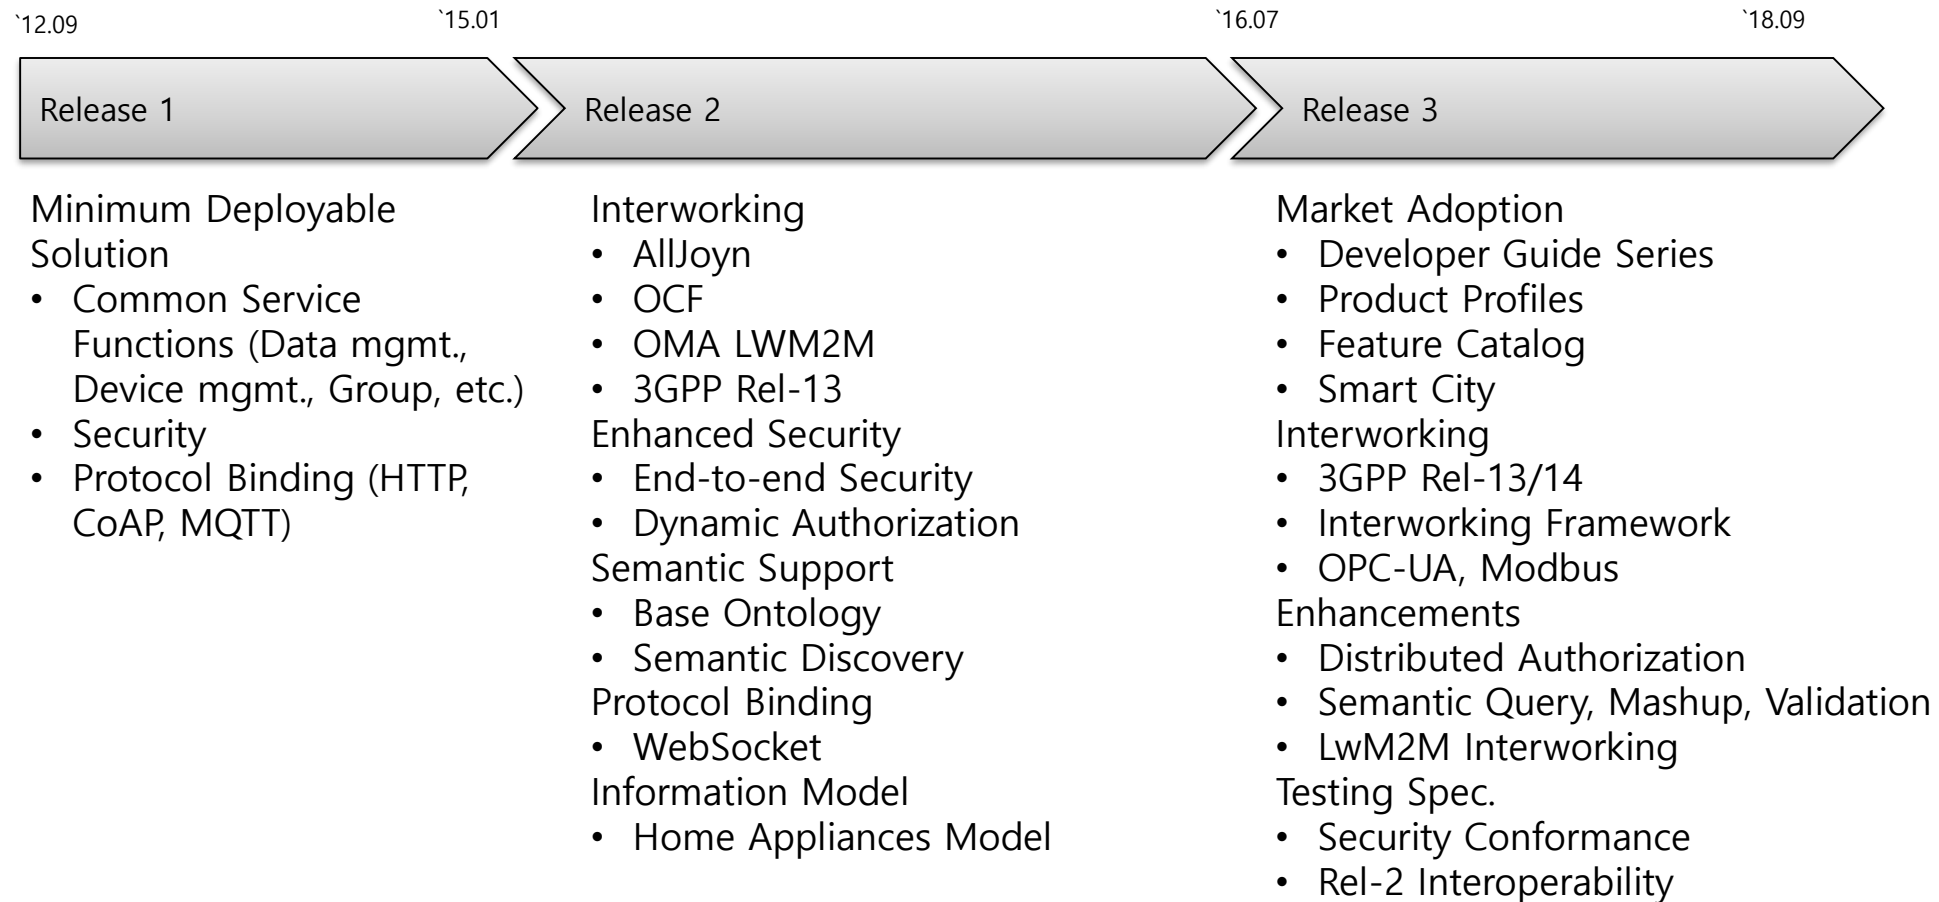 `12.09
`15.01
`16.07
`18.09
Release 1
Release 2
Release 3
Minimum Deployable
Solution
• Common Service
Functions (Data mgmt.,
Device mgmt., Group, etc.)
• Security
• Protocol Binding (HTTP,
CoAP, MQTT)
Interworking
• AllJoyn
• OCF
• OMA LWM2M
• 3GPP Rel-13
Enhanced Security
• End-to-end Security
• Dynamic Authorization
Semantic Support
• Base Ontology
• Semantic Discovery
Protocol Binding
• WebSocket
Information Model
• Home Appliances Model
Market Adoption
• Developer Guide Series
• Product Profiles
• Feature Catalog
• Smart City
Interworking
• 3GPP Rel-13/14
• Interworking Framework
• OPC-UA, Modbus
Enhancements
• Distributed Authorization
• Semantic Query, Mashup, Validation
• LwM2M Interworking
Testing Spec.
• Security Conformance
• Rel-2 Interoperability